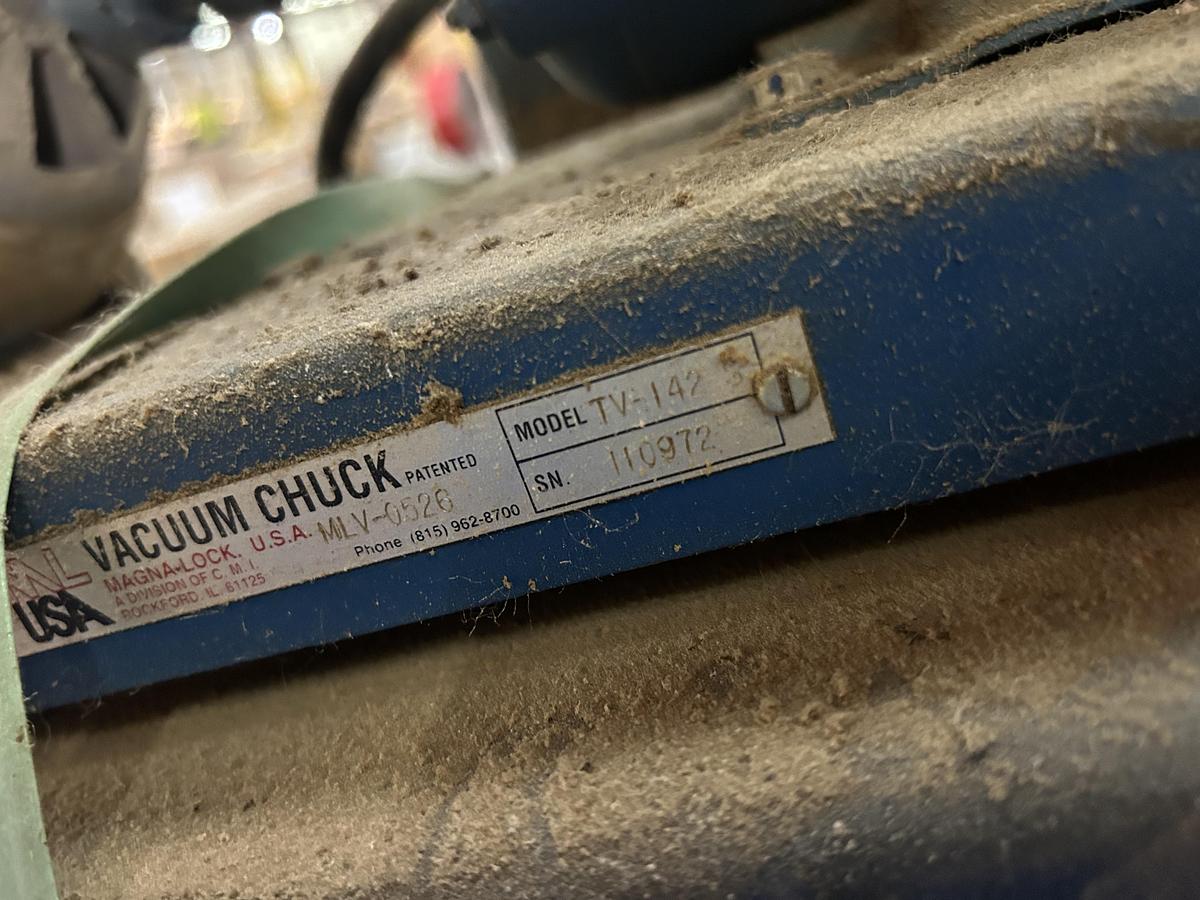 VACUUM CHUCK PATENTED
MAGNA-LOCK. U.S.A. MLV-0526
A DIVISION OF C. M. I.
ROCKFORD, IL. 61125
Phone (815) 962-8700
USA
MODEL TV-142
SN. 110972